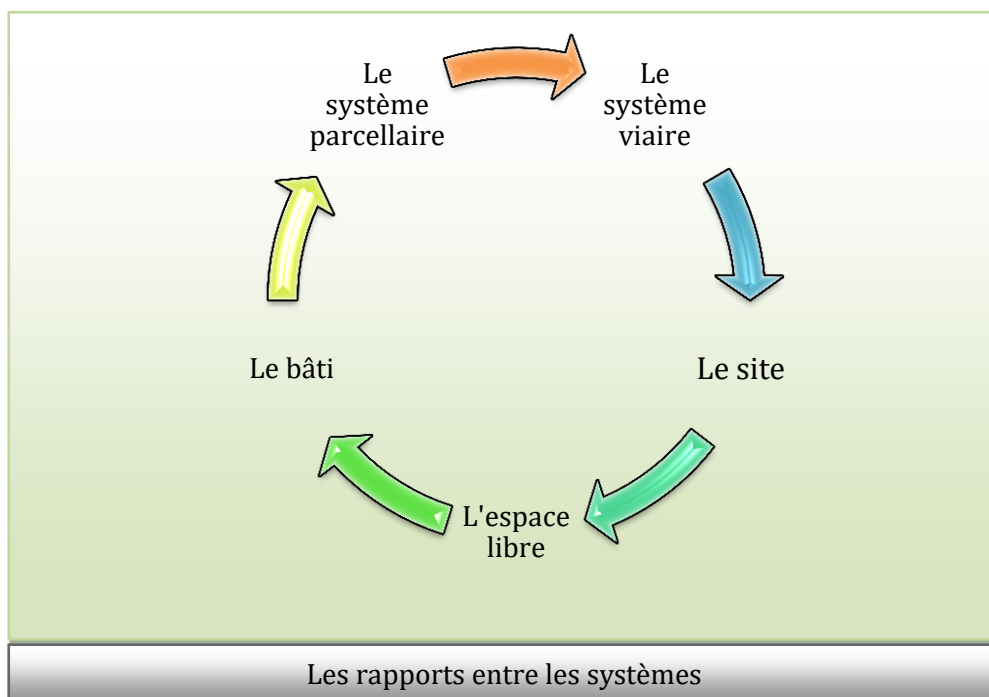 Le
système
parcellaire
Le
système
viaire
Le bâti
Le site
L'espace
libre
Les rapports entre les systèmes